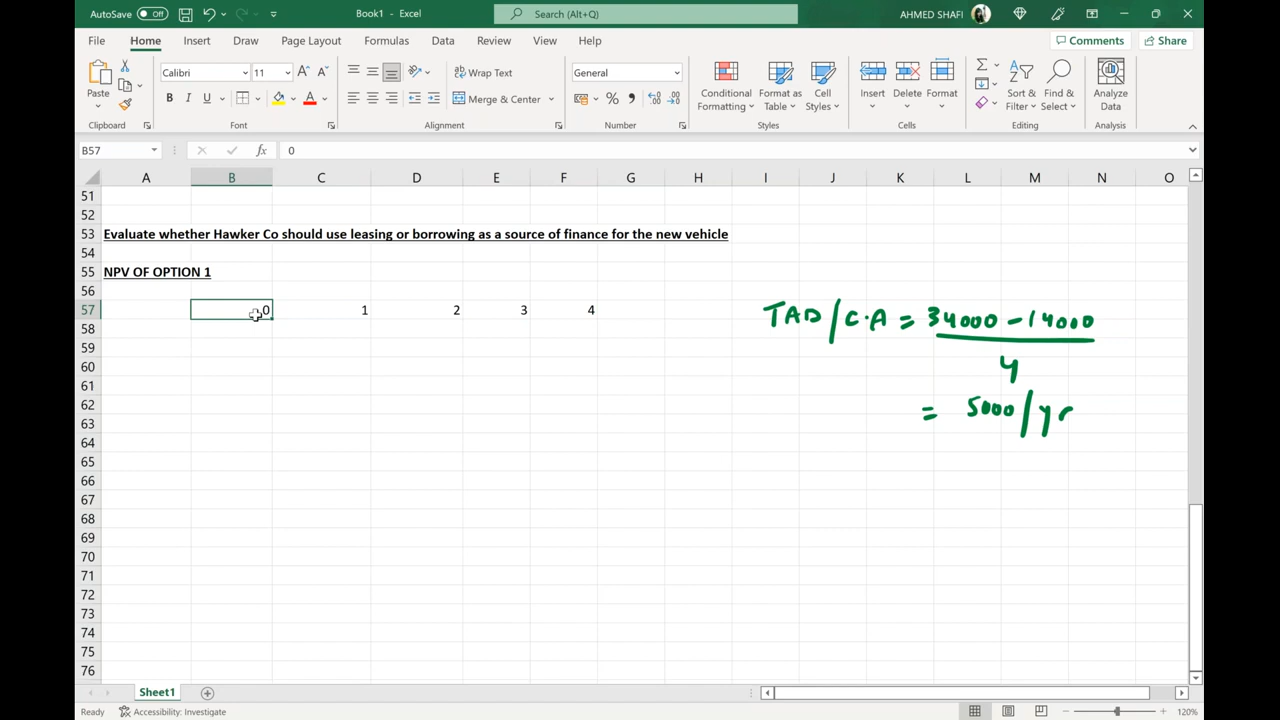 AutoSave Off Book1 - Excel Search (Alt+Q) AHMED SHAFI
File Home Insert Draw Page Layout Formulas Data Review View Help Comments Share
Calibri 11 Wrap Text General
Paste B I U Merge & Center % , Conditional Formatting Format as Table Cell Styles Insert Delete Format Sort & Filter Find & Select Analyze Data
Clipboard Font Alignment Number Styles Cells Editing Analysis
B57 fx 0
A B C D E F G H I J K L M N O
51
52
53 Evaluate whether Hawker Co should use leasing or borrowing as a source of finance for the new vehicle
54
55 NPV OF OPTION 1
56
57 0 1 2 3 4 TAD/C.A = 34000 - 14000
58
59
60 4
61
62 = 5000/yr
63
64
65
66
67
68
69
70
71
72
73
74
75
76
Sheet1
Ready Accessibility: Investigate 120%